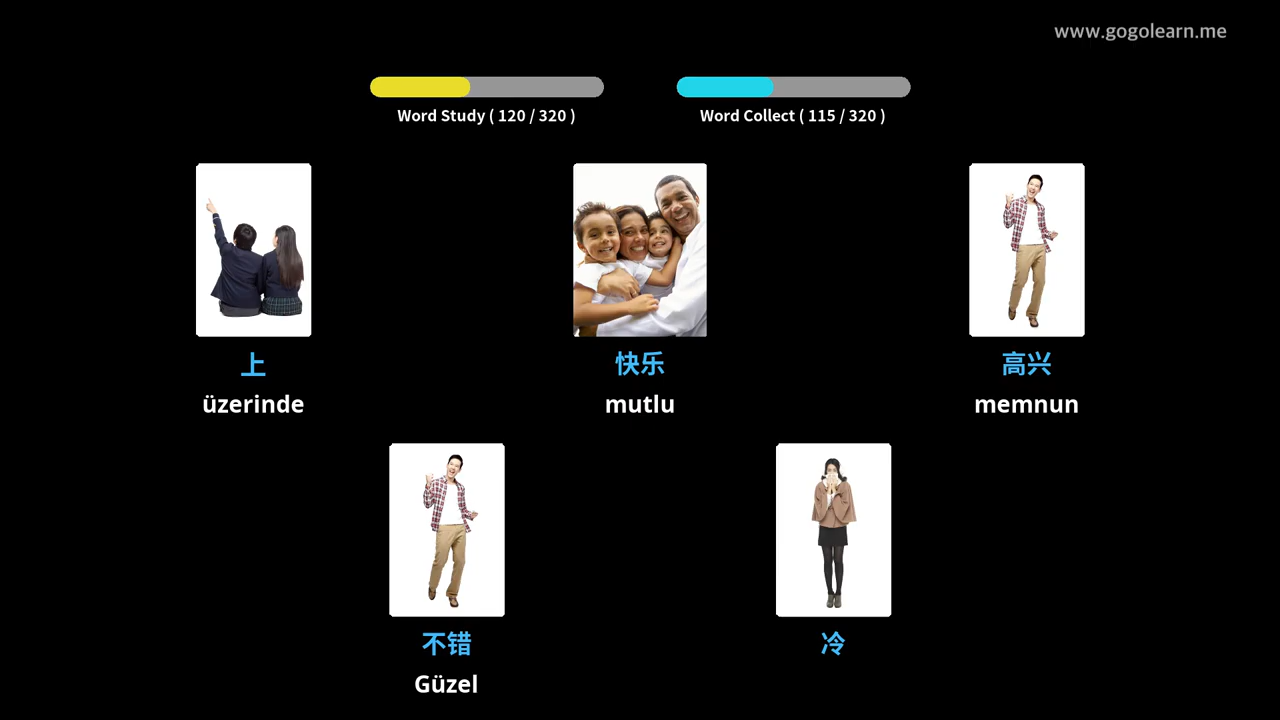 www.gogolearn.me
Word Study ( 120 / 320 )
Word Collect ( 115 / 320 )
上
üzerinde
快乐
mutlu
高兴
memnun
不错
Güzel
冷